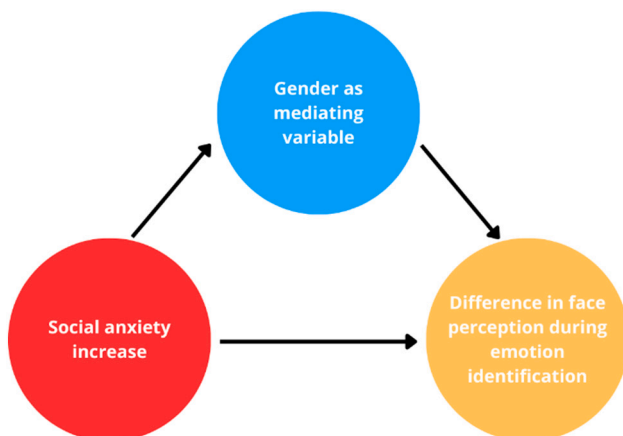 Gender as
mediating
variable
Social anxiety
increase
Difference in face
perception during
emotion
identification